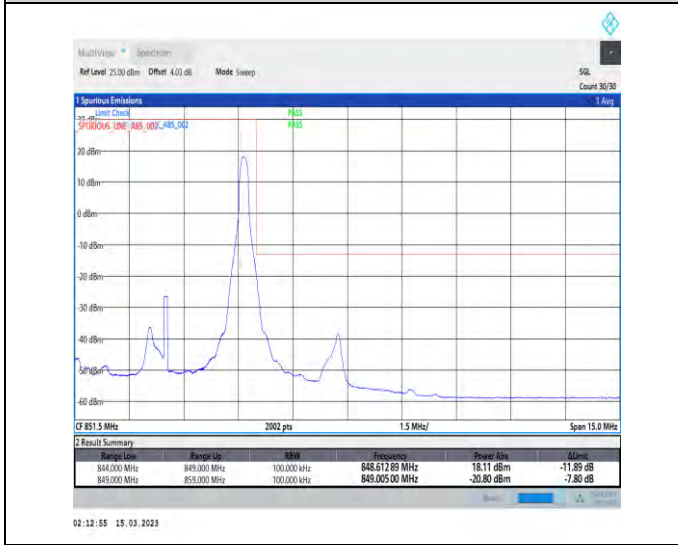 MultiView Spectrum
Ref Level 25.00 dBm Offset 4.03 dB Mode Sweep SGL
Count 30/30
1 Spurious Emissions 1 Avg
Limit Check PASS
PASS
20 dBm
10 dBm
0 dBm
-10 dBm
-20 dBm
-30 dBm
-40 dBm
-50 dBm
-60 dBm
CF 851.5 MHz 2002 pts 1.5 MHz/ Span 15.0 MHz
2 Result Summary
Range Low Range Up RBW Frequency Power Abs ΔLimit
844.000 MHz 849.000 MHz 100.000 kHz 848.61289 MHz 18.11 dBm -11.89 dB
849.000 MHz 859.000 MHz 100.000 kHz 849.00500 MHz -20.80 dBm -7.80 dB
02:12:55 15.03.2023